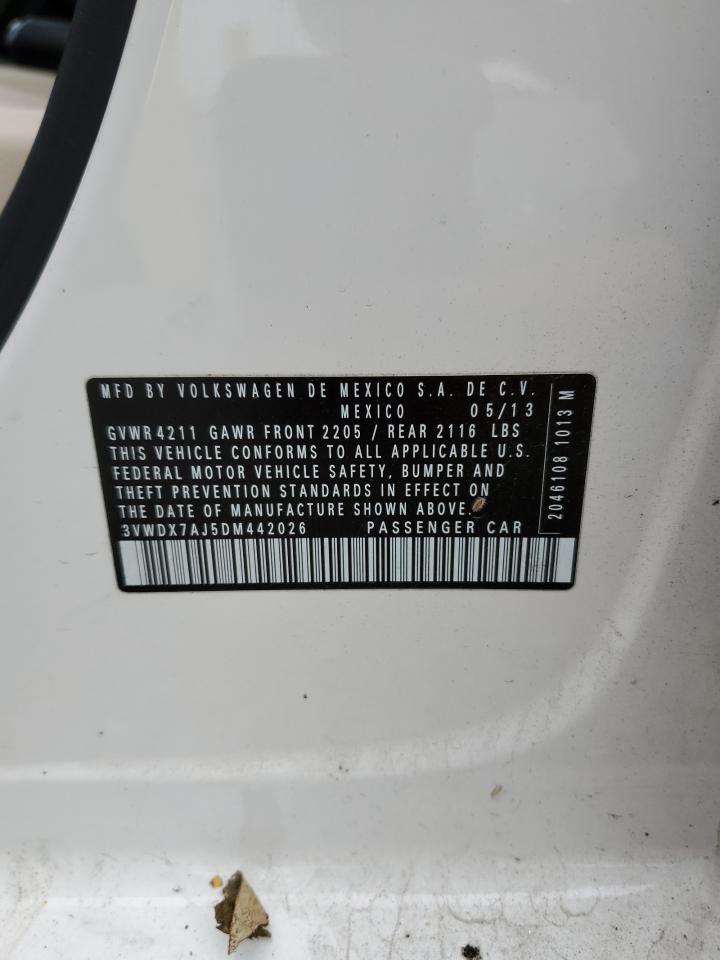 MFD BY VOLKSWAGEN DE MEXICO S.A. DE C.V.
MEXICO 05/13
GVWR 4211 GAWR FRONT 2205 / REAR 2116 LBS
THIS VEHICLE CONFORMS TO ALL APPLICABLE U.S.
FEDERAL MOTOR VEHICLE SAFETY, BUMPER AND
THEFT PREVENTION STANDARDS IN EFFECT ON
THE DATE OF MANUFACTURE SHOWN ABOVE.
3VWDX7AJ5DM442026 PASSENGER CAR
2046108 1013 M